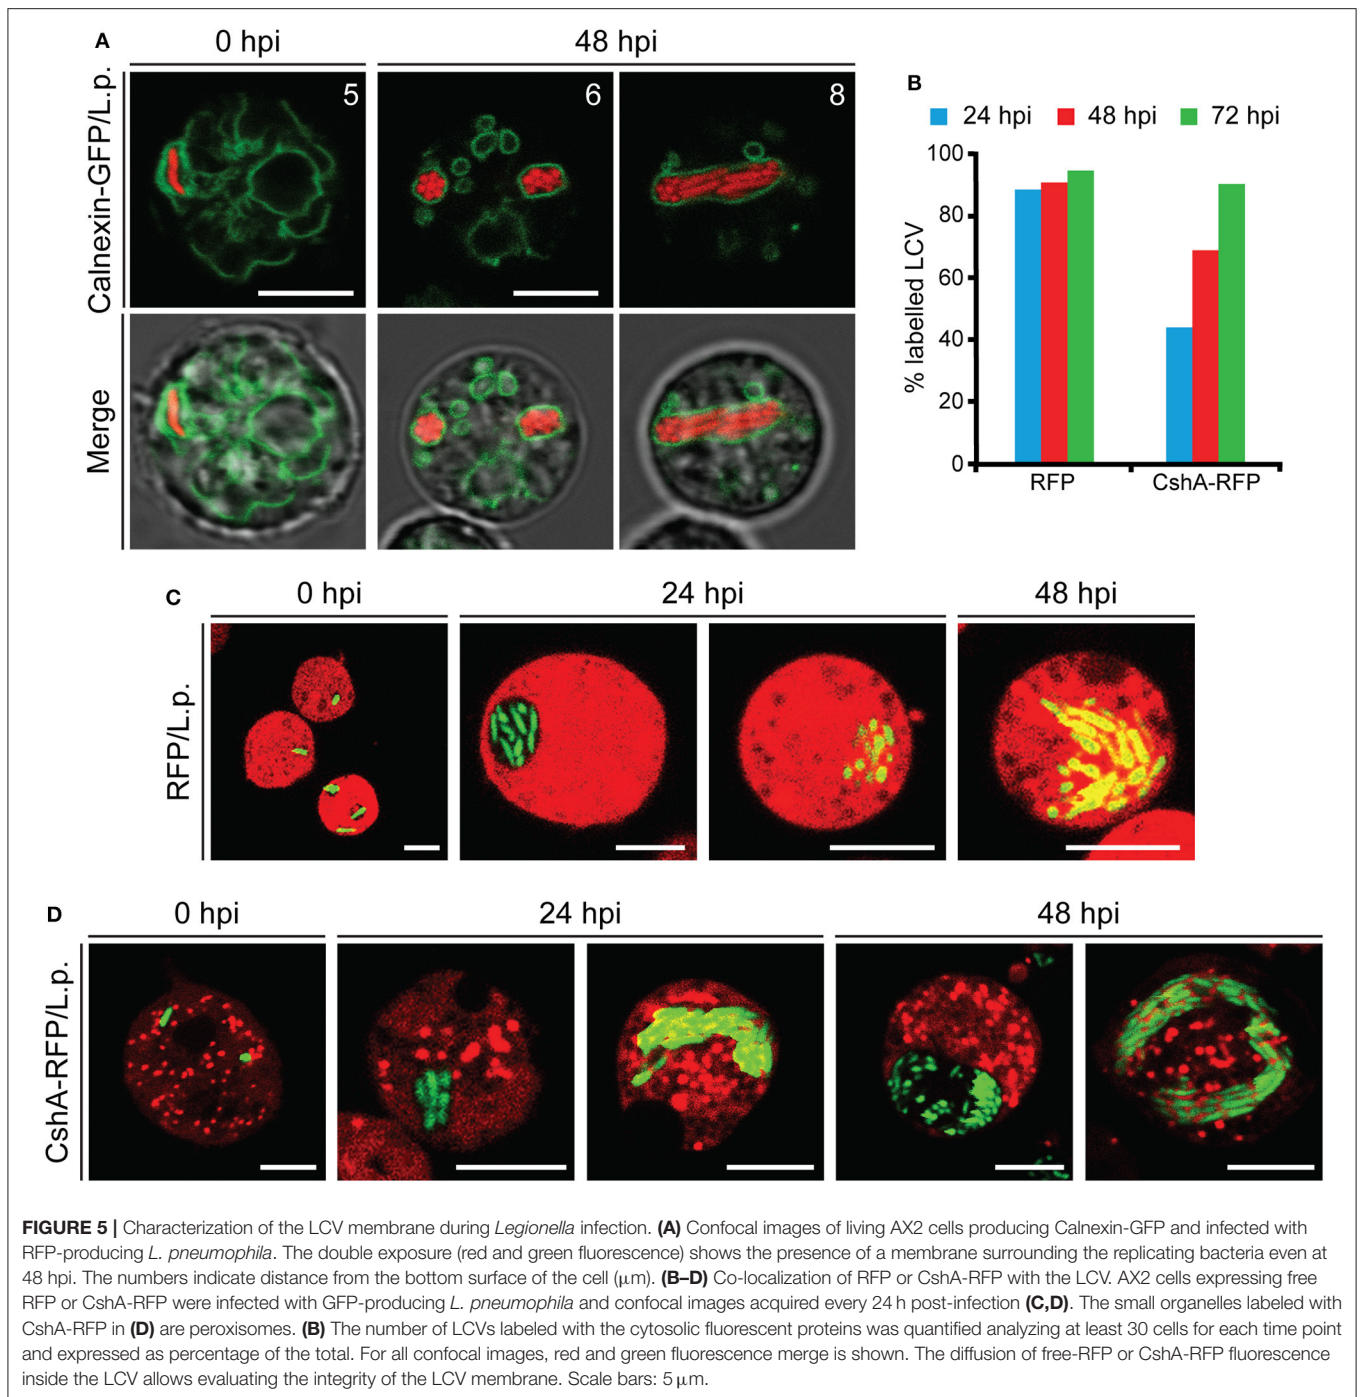 A
0 hpi
48 hpi
Calnexin-GFP/L.p.
5
6
8
Merge
B
24 hpi 48 hpi 72 hpi
% labelled LCV
100
80
60
40
20
0
RFP CshA-RFP
C
0 hpi
24 hpi
48 hpi
RFP/L.p.
D
0 hpi
24 hpi
48 hpi
CshA-RFP/L.p.
FIGURE 5 | Characterization of the LCV membrane during Legionella infection. (A) Confocal images of living AX2 cells producing Calnexin-GFP and infected with
RFP-producing L. pneumophila. The double exposure (red and green fluorescence) shows the presence of a membrane surrounding the replicating bacteria even at
48 hpi. The numbers indicate distance from the bottom surface of the cell (μm). (B–D) Co-localization of RFP or CshA-RFP with the LCV. AX2 cells expressing free
RFP or CshA-RFP were infected with GFP-producing L. pneumophila and confocal images acquired every 24 h post-infection (C,D). The small organelles labeled with
CshA-RFP in (D) are peroxisomes. (B) The number of LCVs labeled with the cytosolic fluorescent proteins was quantified analyzing at least 30 cells for each time point
and expressed as percentage of the total. For all confocal images, red and green fluorescence merge is shown. The diffusion of free-RFP or CshA-RFP fluorescence
inside the LCV allows evaluating the integrity of the LCV membrane. Scale bars: 5 μm.